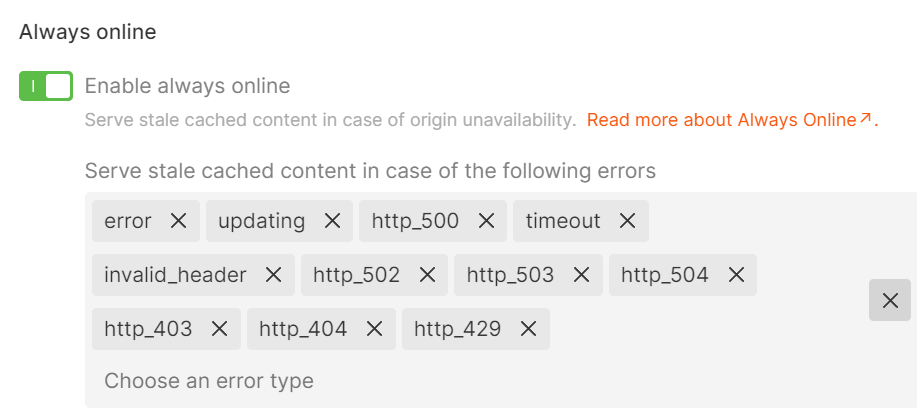 Always online
Enable always online
Serve stale cached content in case of origin unavailability. Read more about Always Online↗.
Serve stale cached content in case of the following errors
error updating http_500 timeout
invalid_header http_502 http_503 http_504
http_403 http_404 http_429
Choose an error type